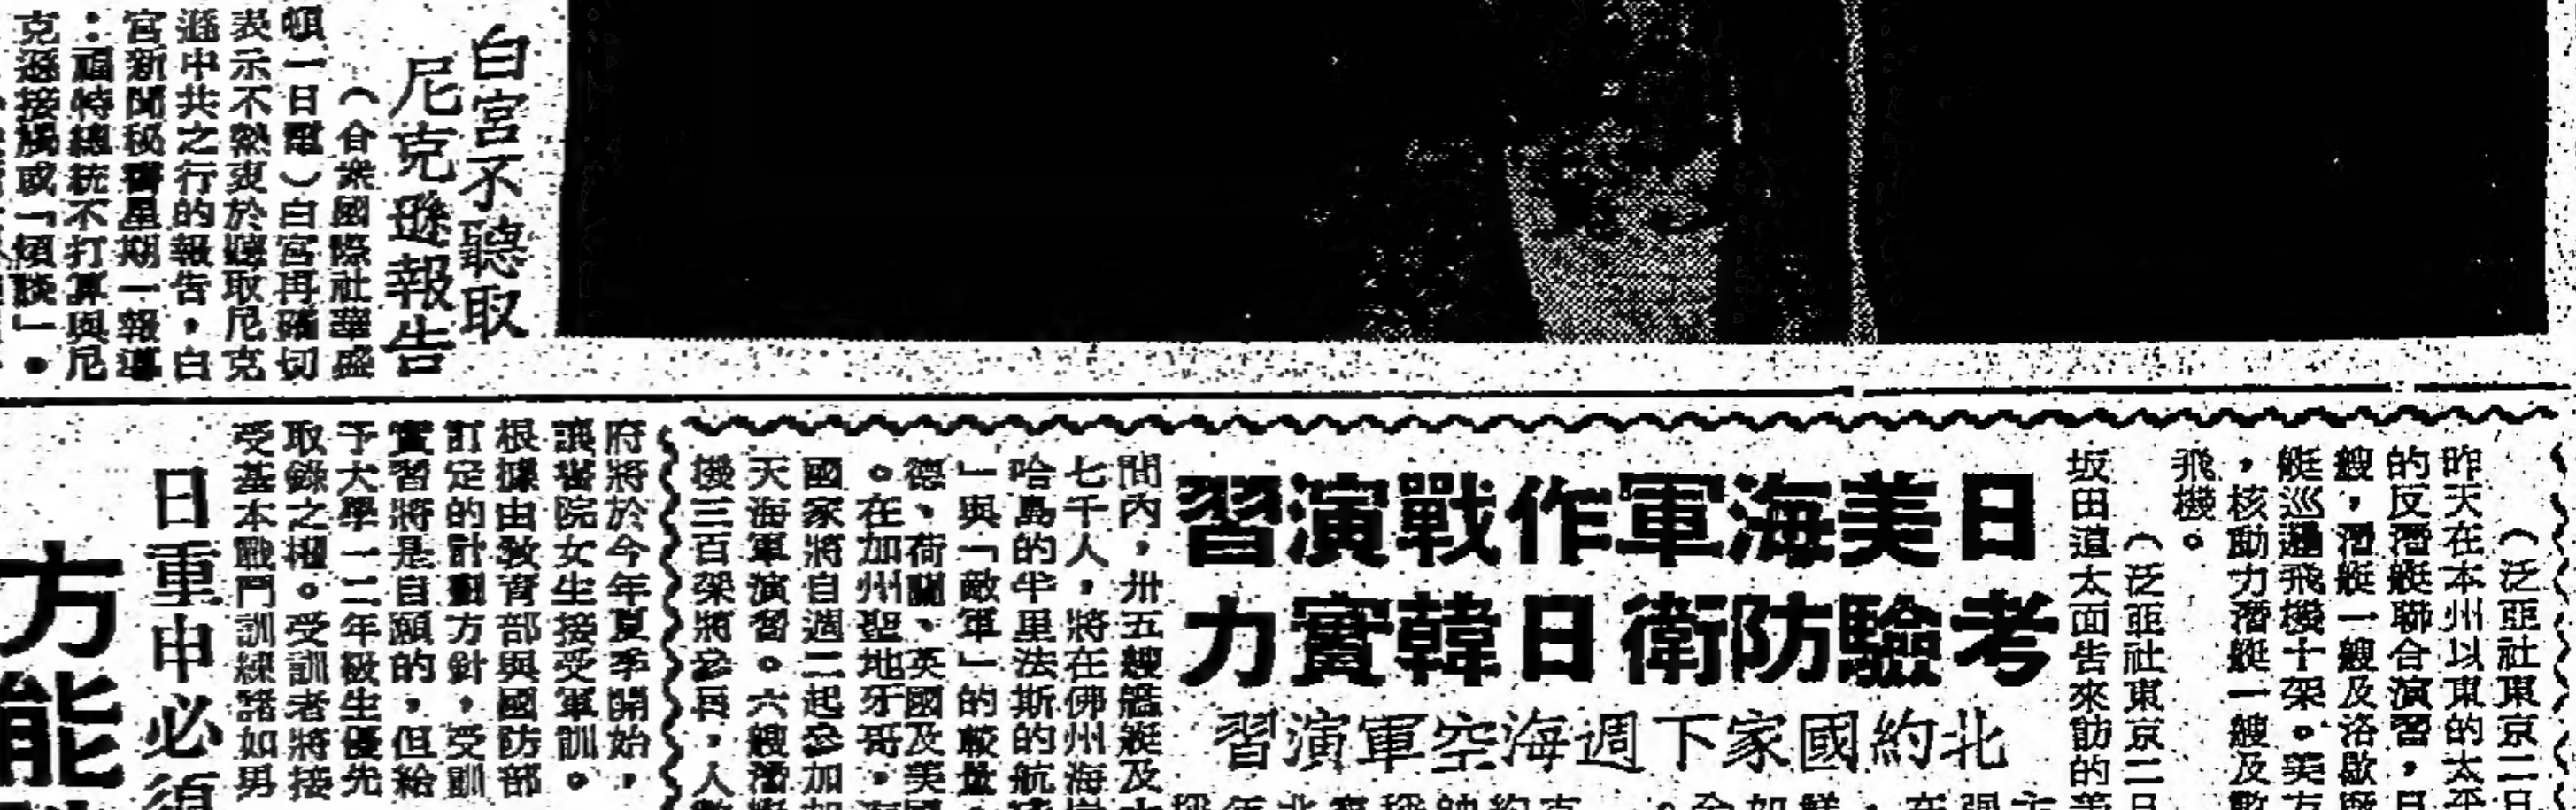 白宮不聽取
尼克遜報告
（合眾國際社華盛
頓一日電）白宮再確切
表示不熱衷於聽取尼克
遜中共之行的報告，白
宮新聞秘書星期一報導
：福特總統不打算與尼
克遜接觸或「傾談」。
（泛亞社東京二日
昨天在本州以東的太平
的反潛艇聯合演習，日
艘，潛艇一艘及洛歇廠
艇巡邏飛機十架。美方
，核動力潛艇一艘及數
飛機。
（泛亞社東京二日
坂田道太面告來訪的美
日美海軍作戰演習
考驗防衛日韓實力
北約國家下週海空軍演習
間內，卅五艘艦艇及
七千人，將在佛州海岸
哈島的半里法斯的航
」與「敵軍」的較量。
德、荷蘭、英國及美國
。在加州聖地牙哥，海
國家將自週二起參加
天海軍演習。六艘潛
機三百架將參與，人數
府將於今年夏季開始，
讓書院女生接受軍訓。
根據由教育部與國防部
訂定的計劃方針，受訓
實習將是自願的，但給
予大學一二年級生優先
取錄之權。受訓者將接
受基本戰鬥訓練諸如男
日重申必須
方能